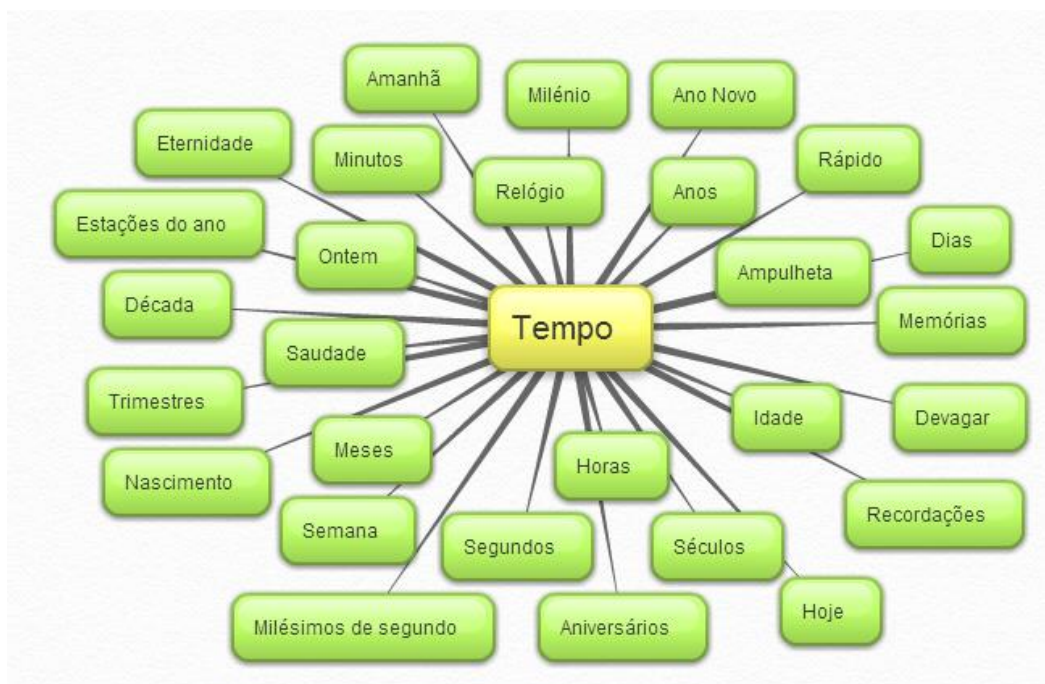 Amanhã
Milénio
Ano Novo
Eternidade
Minutos
Rápido
Relógio
Anos
Estações do ano
Ontem
Dias
Ampulheta
Década
Tempo
Memórias
Saudade
Trimestres
Idade
Devagar
Meses
Horas
Nascimento
Recordações
Semana
Segundos
Séculos
Hoje
Milésimos de segundo
Aniversários